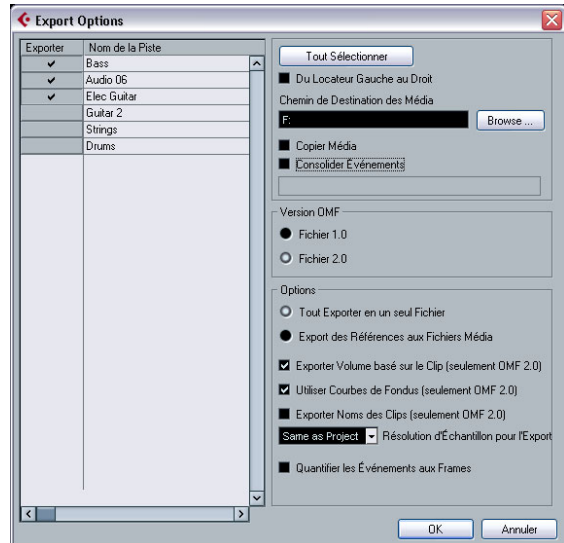 Export Options
Exporter Nom de la Piste
Bass
Audio 06
Elec Guitar
Guitar 2
Strings
Drums
Tout Sélectionner
Du Locateur Gauche au Droit
Chemin de Destination des Média
F:
Browse ...
Copier Média
Consolider Événements
Version OMF
Fichier 1.0
Fichier 2.0
Options
Tout Exporter en un seul Fichier
Export des Références aux Fichiers Média
Exporter Volume basé sur le Clip (seulement OMF 2.0)
Utiliser Courbes de Fondus (seulement OMF 2.0)
Exporter Noms des Clips (seulement OMF 2.0)
Same as Project Résolution d'Échantillon pour l'Export
Quantifier les Événements aux Frames
OK
Annuler